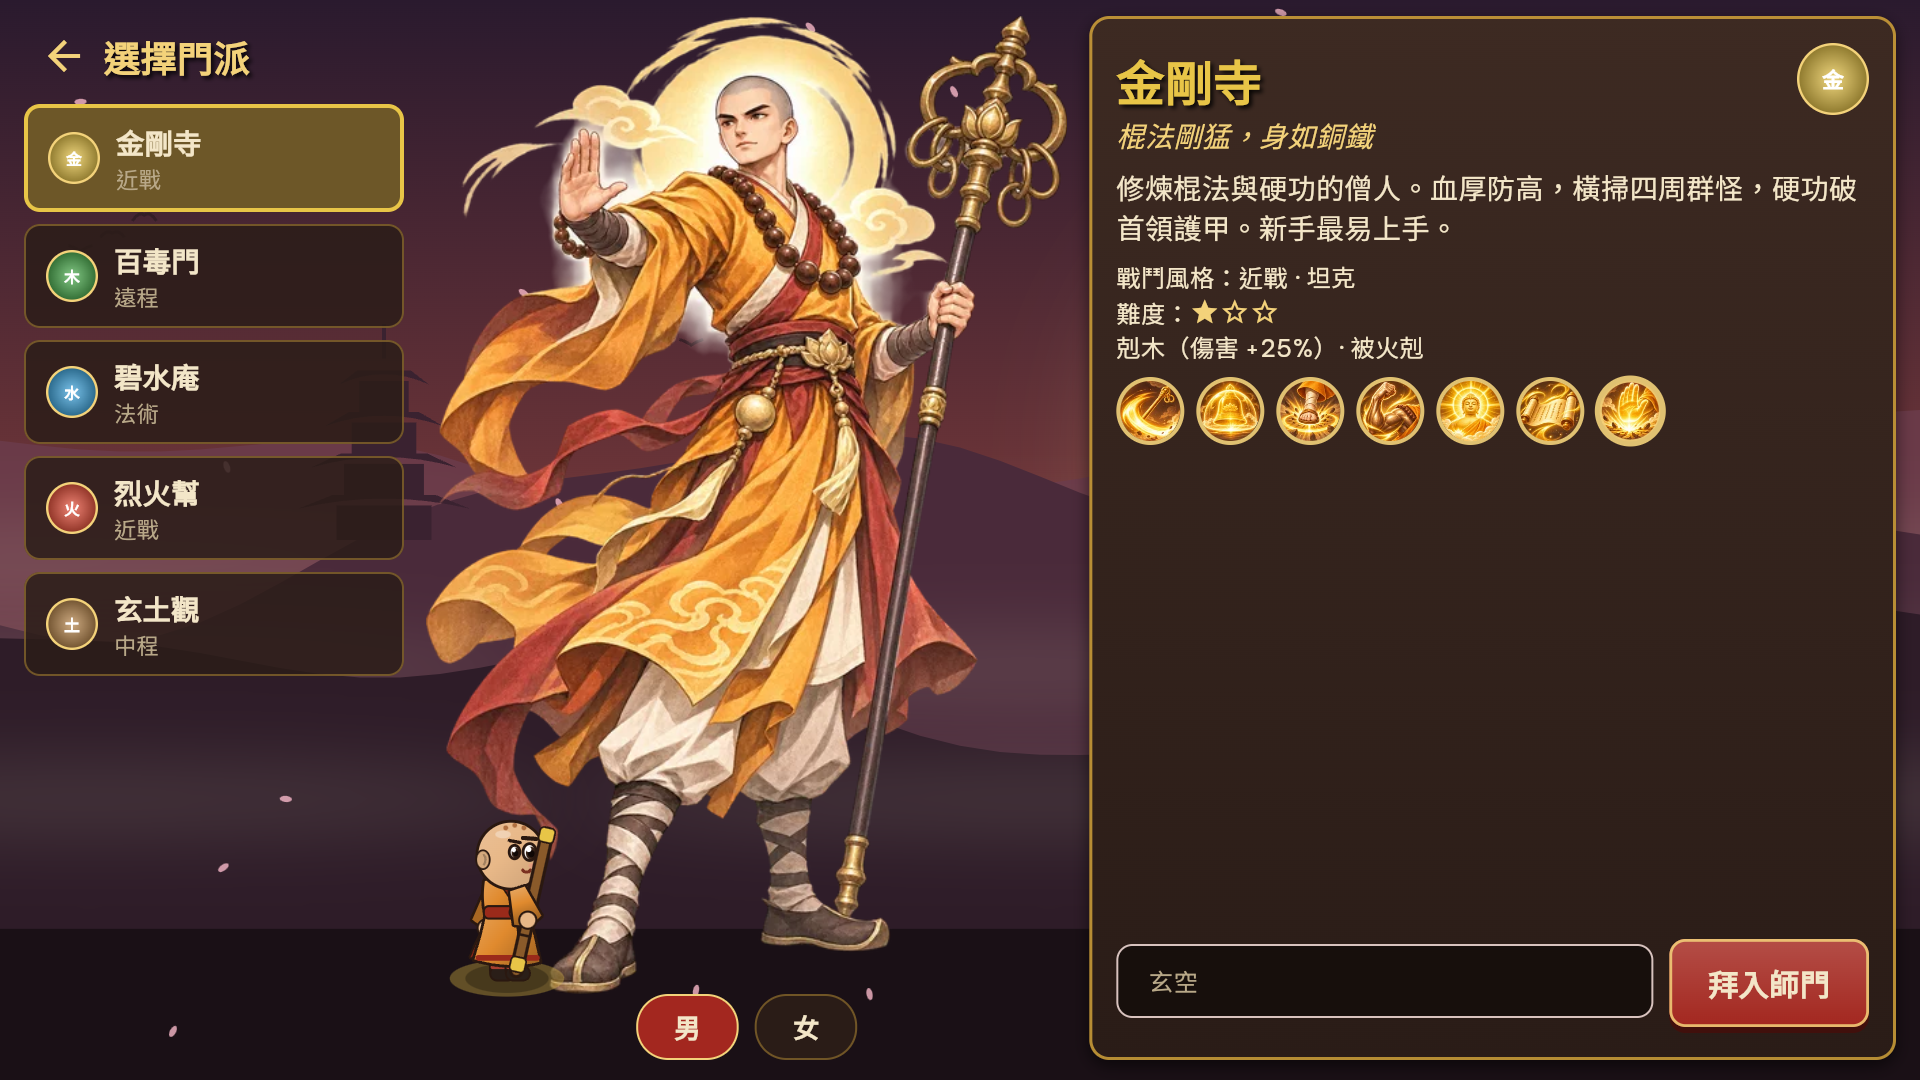 選擇門派
金
金剛寺
近戰
木
百毒門
遠程
水
碧水庵
法術
火
烈火幫
近戰
土
玄土觀
中程
男
女
金剛寺
金
棍法剛猛，身如銅鐵
修煉棍法與硬功的僧人。血厚防高，橫掃四周群怪，硬功破
首領護甲。新手最易上手。
戰鬥風格：近戰 · 坦克
難度：★☆☆
剋木（傷害 +25%）· 被火剋
玄空
拜入師門